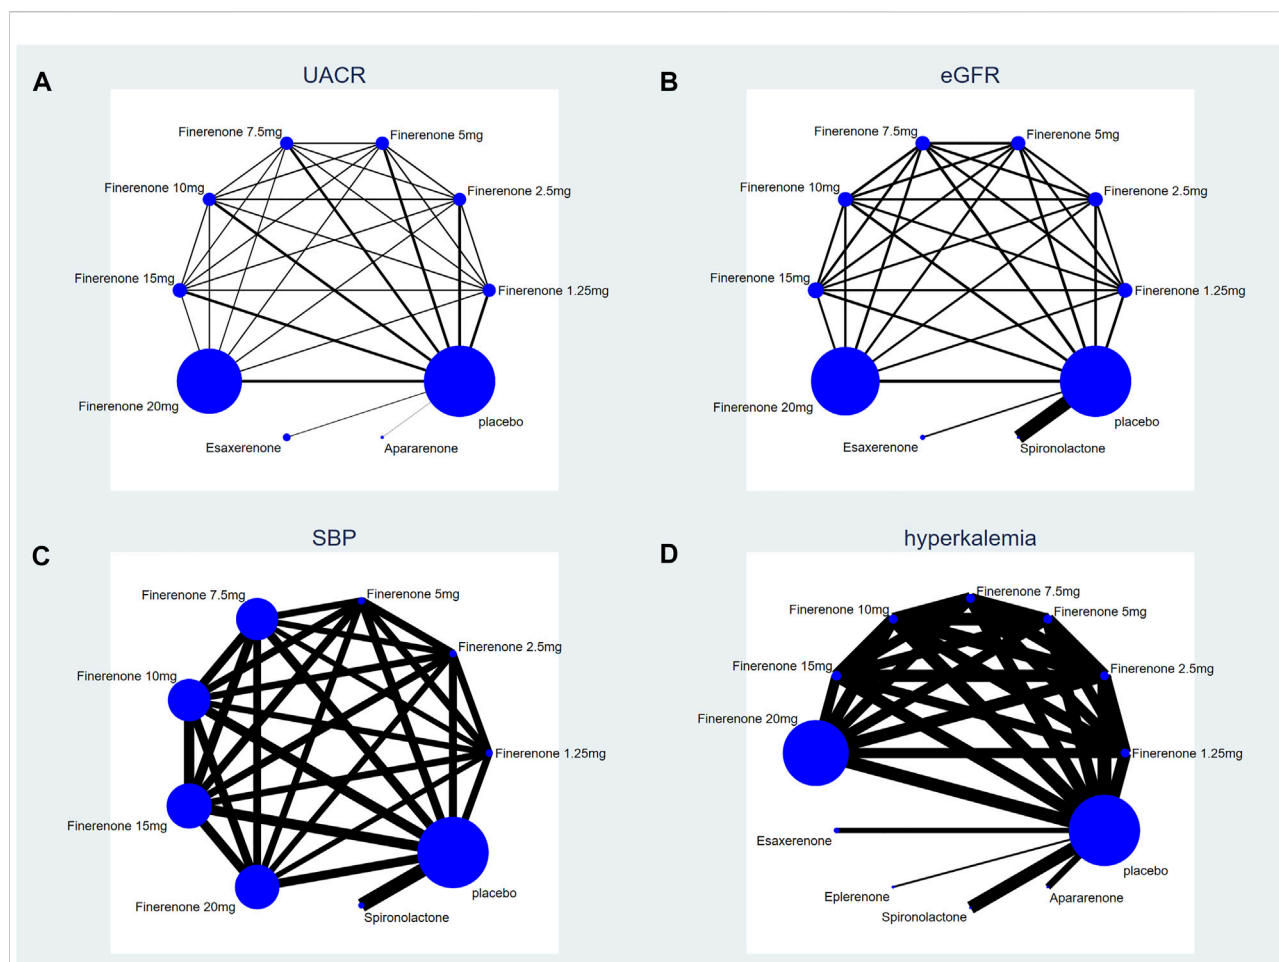 A
UACR
Finerenone 7.5mg
Finerenone 5mg
Finerenone 10mg
Finerenone 2.5mg
Finerenone 15mg
Finerenone 1.25mg
Finerenone 20mg
placebo
Esaxerenone
Apararenone
B
eGFR
Finerenone 7.5mg
Finerenone 5mg
Finerenone 10mg
Finerenone 2.5mg
Finerenone 15mg
Finerenone 1.25mg
Finerenone 20mg
placebo
Esaxerenone
Spironolactone
C
SBP
Finerenone 7.5mg
Finerenone 5mg
Finerenone 2.5mg
Finerenone 10mg
Finerenone 1.25mg
Finerenone 15mg
Finerenone 20mg
placebo
Spironolactone
D
hyperkalemia
Finerenone 7.5mg
Finerenone 10mg
Finerenone 5mg
Finerenone 15mg
Finerenone 2.5mg
Finerenone 20mg
Finerenone 1.25mg
Esaxerenone
placebo
Eplerenone
Apararenone
Spironolactone